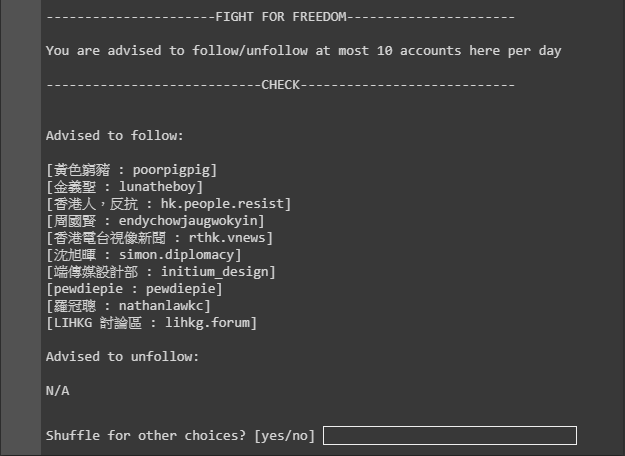 ---------------------FIGHT FOR FREEDOM---------------------
You are advised to follow/unfollow at most 10 accounts here per day
---------------------------CHECK---------------------------
Advised to follow:
[黃色窮豬 : poorpigpig]
[金義聖 : lunatheboy]
[香港人，反抗 : hk.people.resist]
[周國賢 : endychowjaugwokyin]
[香港電台視像新聞 : rthk.vnews]
[沈旭暉 : simon.diplomacy]
[端傳媒設計部 : initium_design]
[pewdiepie : pewdiepie]
[羅冠聰 : nathanlawkc]
[LIHKG 討論區 : lihkg.forum]
Advised to unfollow:
N/A
Shuffle for other choices? [yes/no]